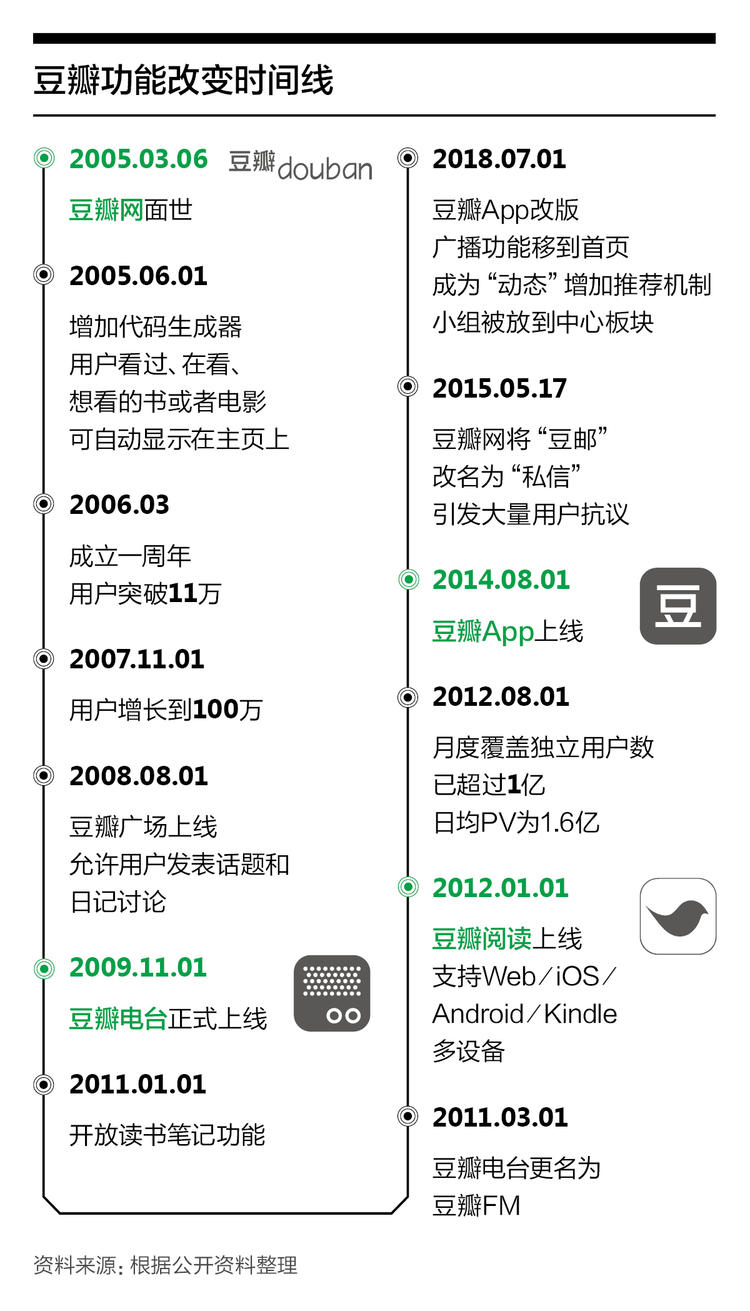 豆瓣功能改变时间线
2005.03.06
豆瓣douban
豆瓣网面世
2005.06.01
增加代码生成器
用户看过、在看、
想看的书或者电影
可自动显示在主页上
2006.03
成立一周年
用户突破11万
2007.11.01
用户增长到100万
2008.08.01
豆瓣广场上线
允许用户发表话题和
日记讨论
2009.11.01
豆瓣电台正式上线
2011.01.01
开放读书笔记功能
2018.07.01
豆瓣App改版
广播功能移到首页
成为“动态”增加推荐机制
小组被放到中心板块
2015.05.17
豆瓣网将“豆邮”
改名为“私信”
引发大量用户抗议
2014.08.01
豆瓣App上线
豆
2012.08.01
月度覆盖独立用户数
已超过1亿
日均PV为1.6亿
2012.01.01
豆瓣阅读上线
支持Web/iOS/
Android/Kindle
多设备
2011.03.01
豆瓣电台更名为
豆瓣FM
资料来源：根据公开资料整理